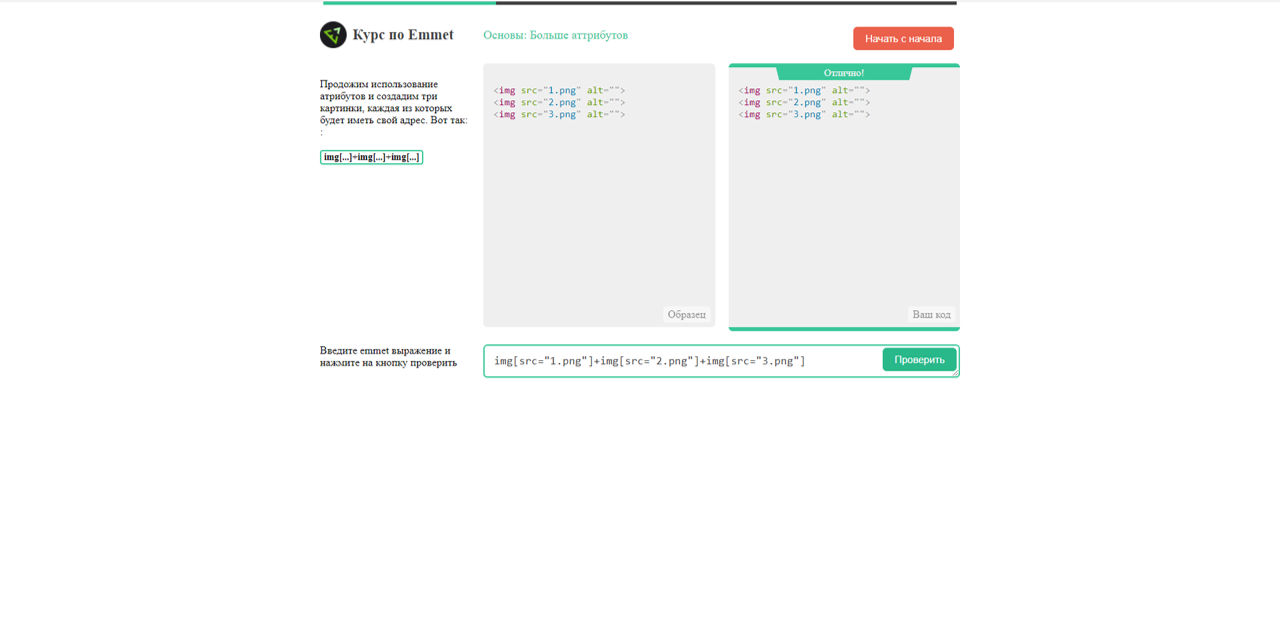 Курс по Emmet
Основы: Больше аттрибутов
Начать с начала
Продожим использование
атрибутов и создадим три
картинки, каждая из которых
будет иметь свой адрес. Вот так:
:
img[...]+img[...]+img[...]
<img src="1.png" alt="">
<img src="2.png" alt="">
<img src="3.png" alt="">
Образец
Отлично!
<img src="1.png" alt="">
<img src="2.png" alt="">
<img src="3.png" alt="">
Ваш код
Введите emmet выражение и
нажмите на кнопку проверить
img[src="1.png"]+img[src="2.png"]+img[src="3.png"]
Проверить